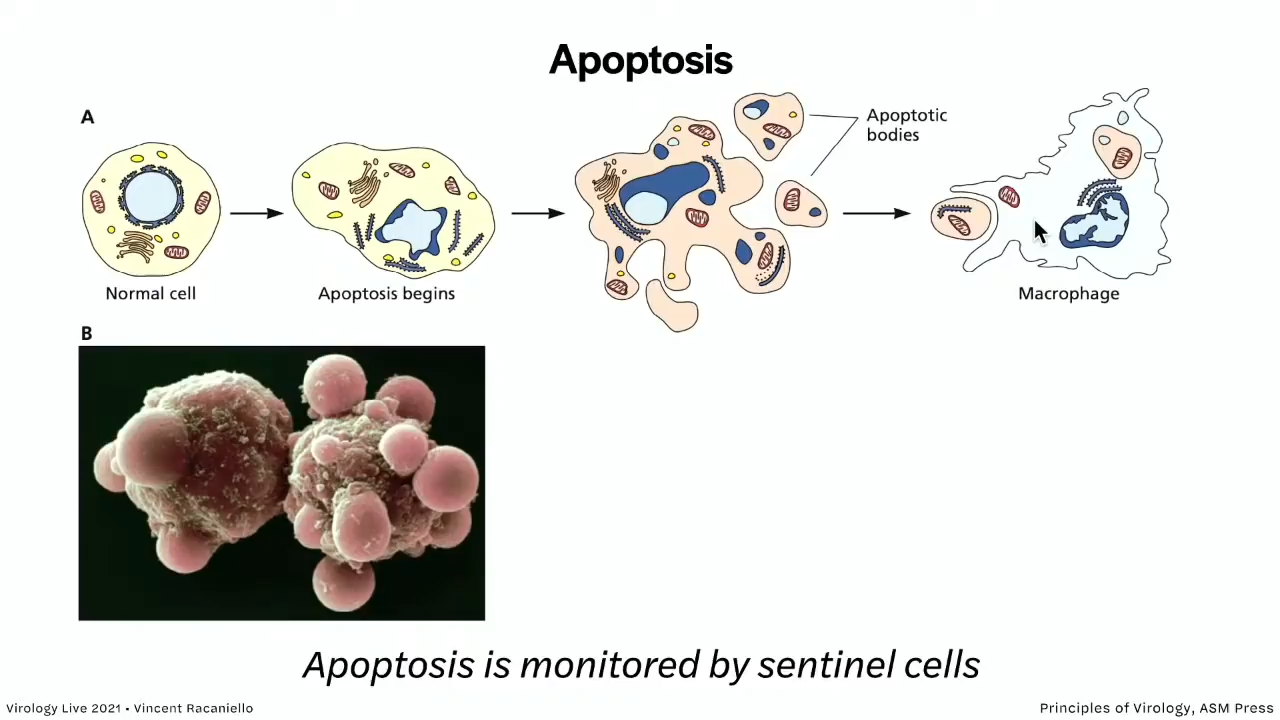 Apoptosis
A
Apoptotic
bodies
Normal cell
Apoptosis begins
Macrophage
B
Apoptosis is monitored by sentinel cells
Virology Live 2021 • Vincent Racaniello
Principles of Virology, ASM Press